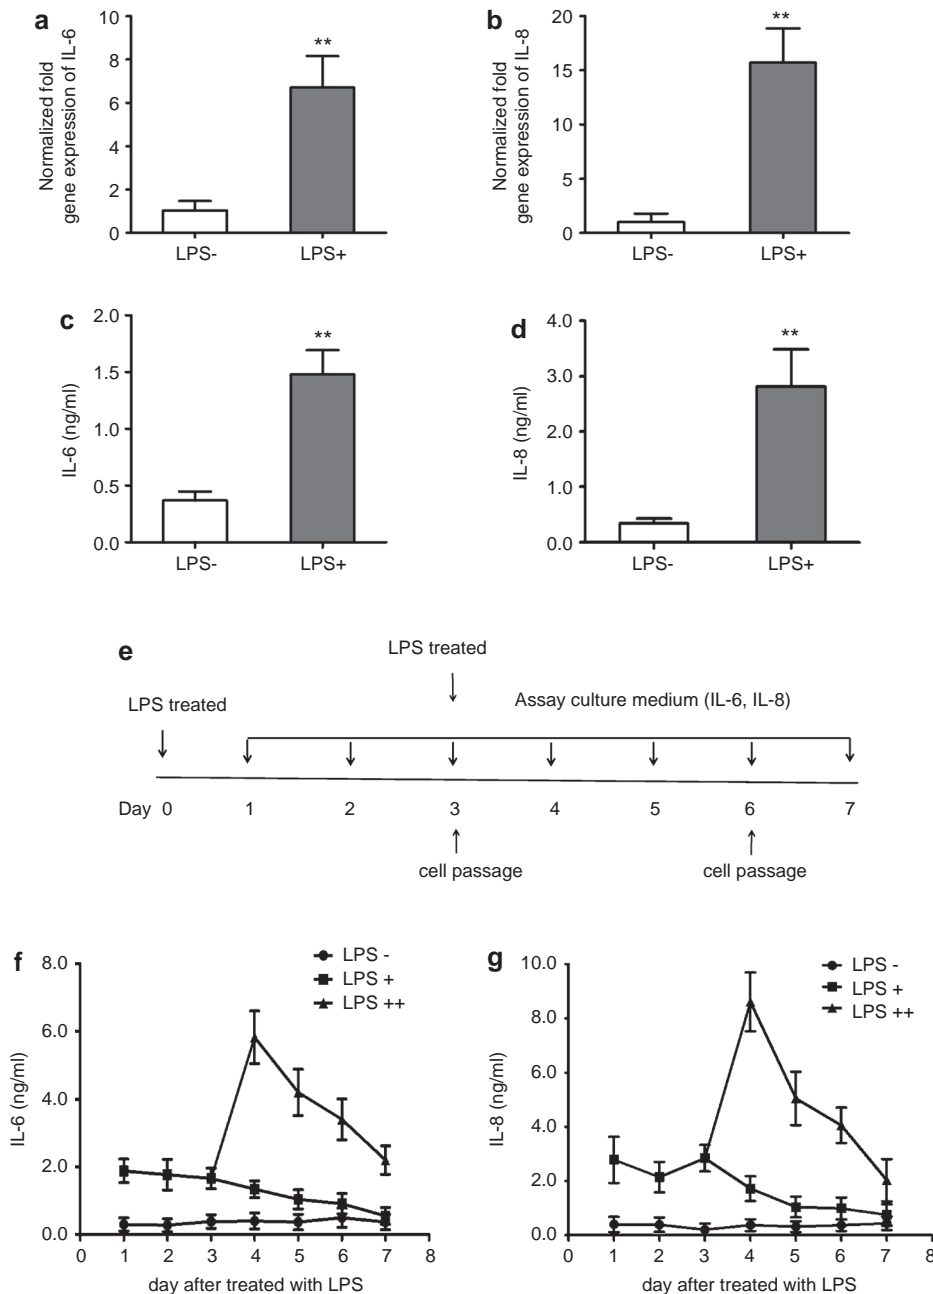 a
Normalized fold
gene expression of IL-6
10
8
6
4
2
0
**
LPS-
LPS+
b
Normalized fold
gene expression of IL-8
20
15
10
5
0
**
LPS-
LPS+
c
IL-6 (ng/ml)
2.0
1.5
1.0
0.5
0.0
**
LPS-
LPS+
d
IL-8 (ng/ml)
4.0
3.0
2.0
1.0
0.0
**
LPS-
LPS+
e
LPS treated
LPS treated
Assay culture medium (IL-6, IL-8)
Day 0 1 2 3 4 5 6 7
cell passage
cell passage
f
IL-6 (ng/ml)
8.0
6.0
4.0
2.0
0.0
LPS -
LPS +
LPS ++
0 1 2 3 4 5 6 7 8
day after treated with LPS
g
IL-8 (ng/ml)
10.0
8.0
6.0
4.0
2.0
0.0
LPS -
LPS +
LPS ++
0 1 2 3 4 5 6 7 8
day after treated with LPS